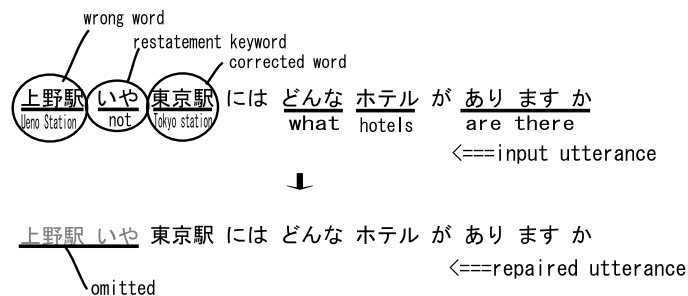 wrong word
restatement keyword
corrected word
上野駅 いや 東京駅 には どんな ホテル が あり ます か
Ueno Station not Tokyo station what hotels are there
<===input utterance
上野駅 いや 東京駅 には どんな ホテル が あり ます か
<===repaired utterance
omitted